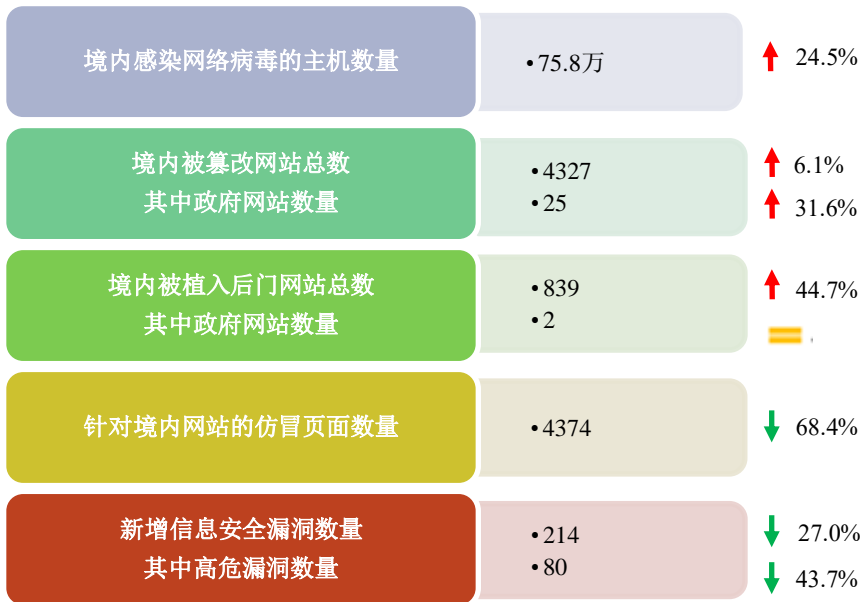 境内感染网络病毒的主机数量
•75.8万
24.5%
境内被篡改网站总数
其中政府网站数量
•4327
•25
6.1%
31.6%
境内被植入后门网站总数
其中政府网站数量
•839
•2
44.7%
针对境内网站的仿冒页面数量
•4374
68.4%
新增信息安全漏洞数量
其中高危漏洞数量
•214
•80
27.0%
43.7%